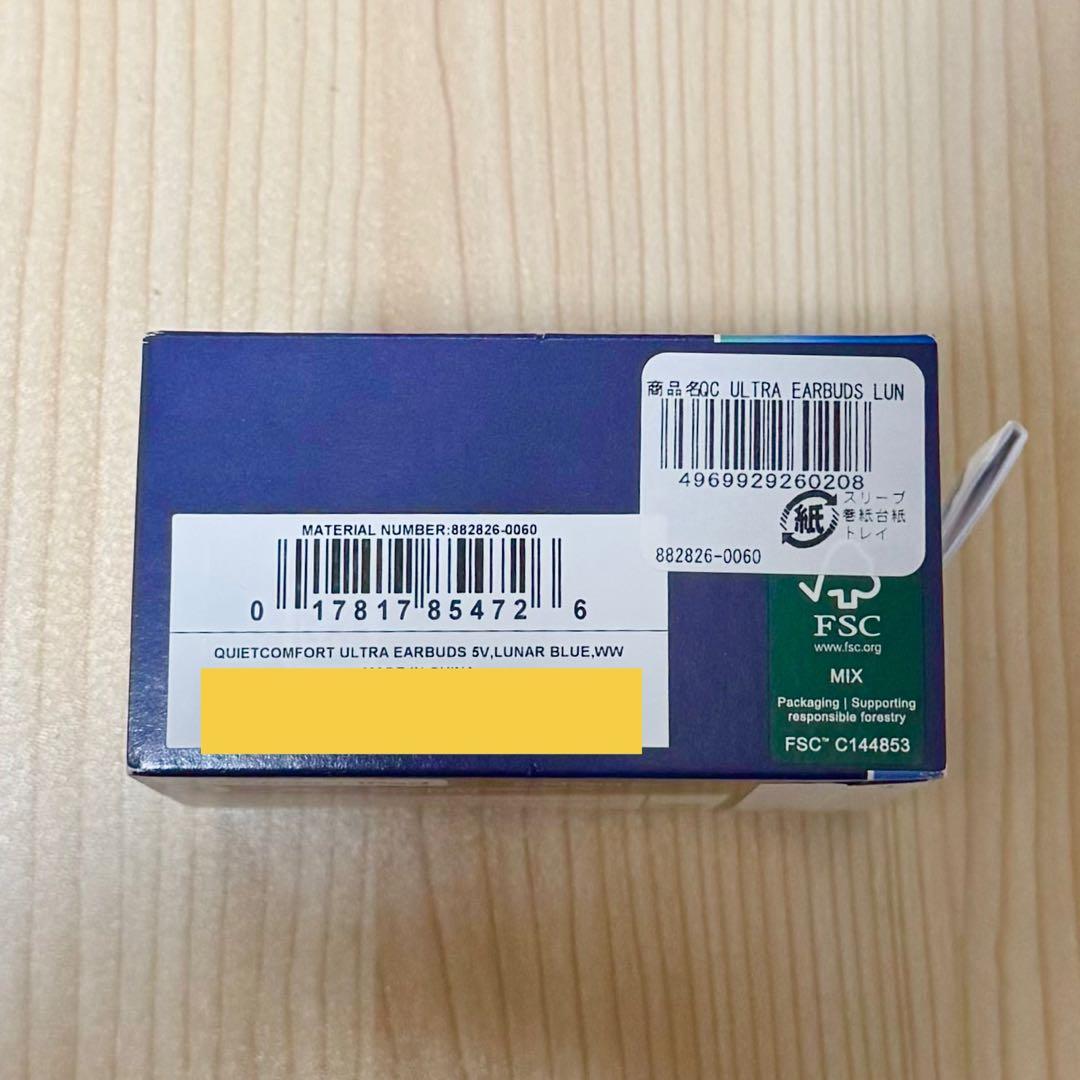 商品名QC ULTRA EARBUDS LUN
4969929260208
紙
スリーブ
巻紙台紙
トレイ
882826-0060
MATERIAL NUMBER:882826-0060
0 17817 85472 6
QUIETCOMFORT ULTRA EARBUDS 5V,LUNAR BLUE,WW
FSC
www.fsc.org
MIX
Packaging | Supporting
responsible forestry
FSC™ C144853